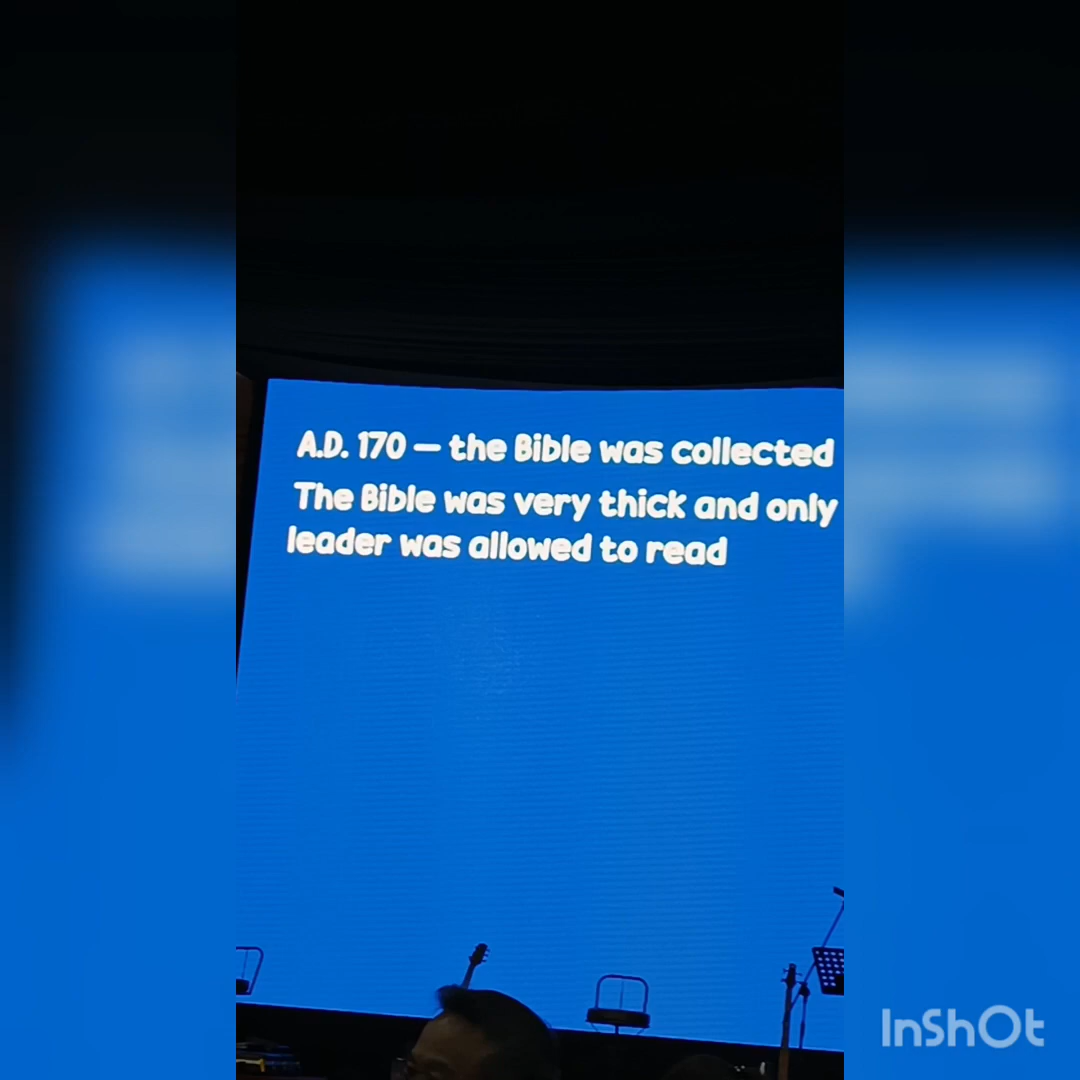 A.D. 170 – the Bible was collected
The Bible was very thick and only
leader was allowed to read
InShOt